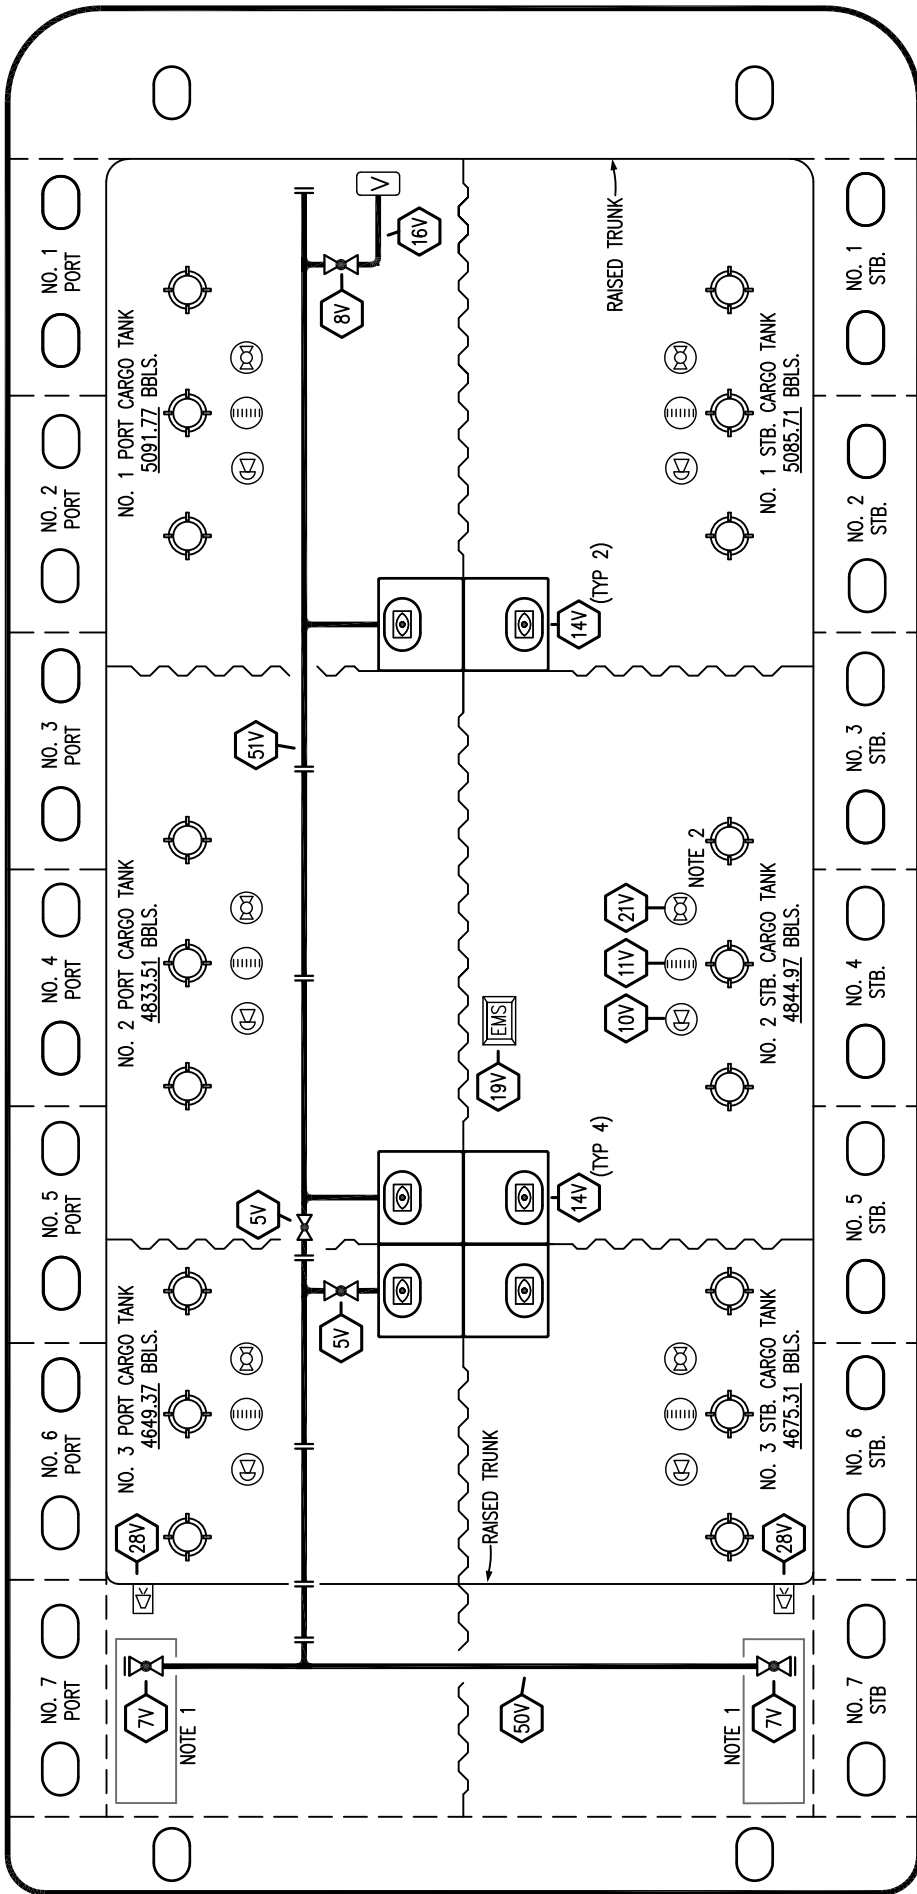 NO. 1
PORT
NO. 2
PORT
NO. 3
PORT
NO. 4
PORT
NO. 5
PORT
NO. 6
PORT
NO. 7
PORT
NO. 1 PORT CARGO TANK
5091.77 BBLS.
NO. 2 PORT CARGO TANK
4833.51 BBLS.
NO. 3 PORT CARGO TANK
4649.37 BBLS.
28V
7V
NOTE 1
V
16V
8V
51V
5V
5V
14V
(TYP 2)
EMS
19V
14V
(TYP 4)
RAISED TRUNK
RAISED TRUNK
50V
21V
11V
10V
NOTE 2
NO. 1 STB. CARGO TANK
5085.71 BBLS.
NO. 2 STB. CARGO TANK
4844.97 BBLS.
NO. 3 STB. CARGO TANK
4675.31 BBLS.
28V
7V
NOTE 1
NO. 1
STB.
NO. 2
STB.
NO. 3
STB.
NO. 4
STB.
NO. 5
STB.
NO. 6
STB.
NO. 7
STB